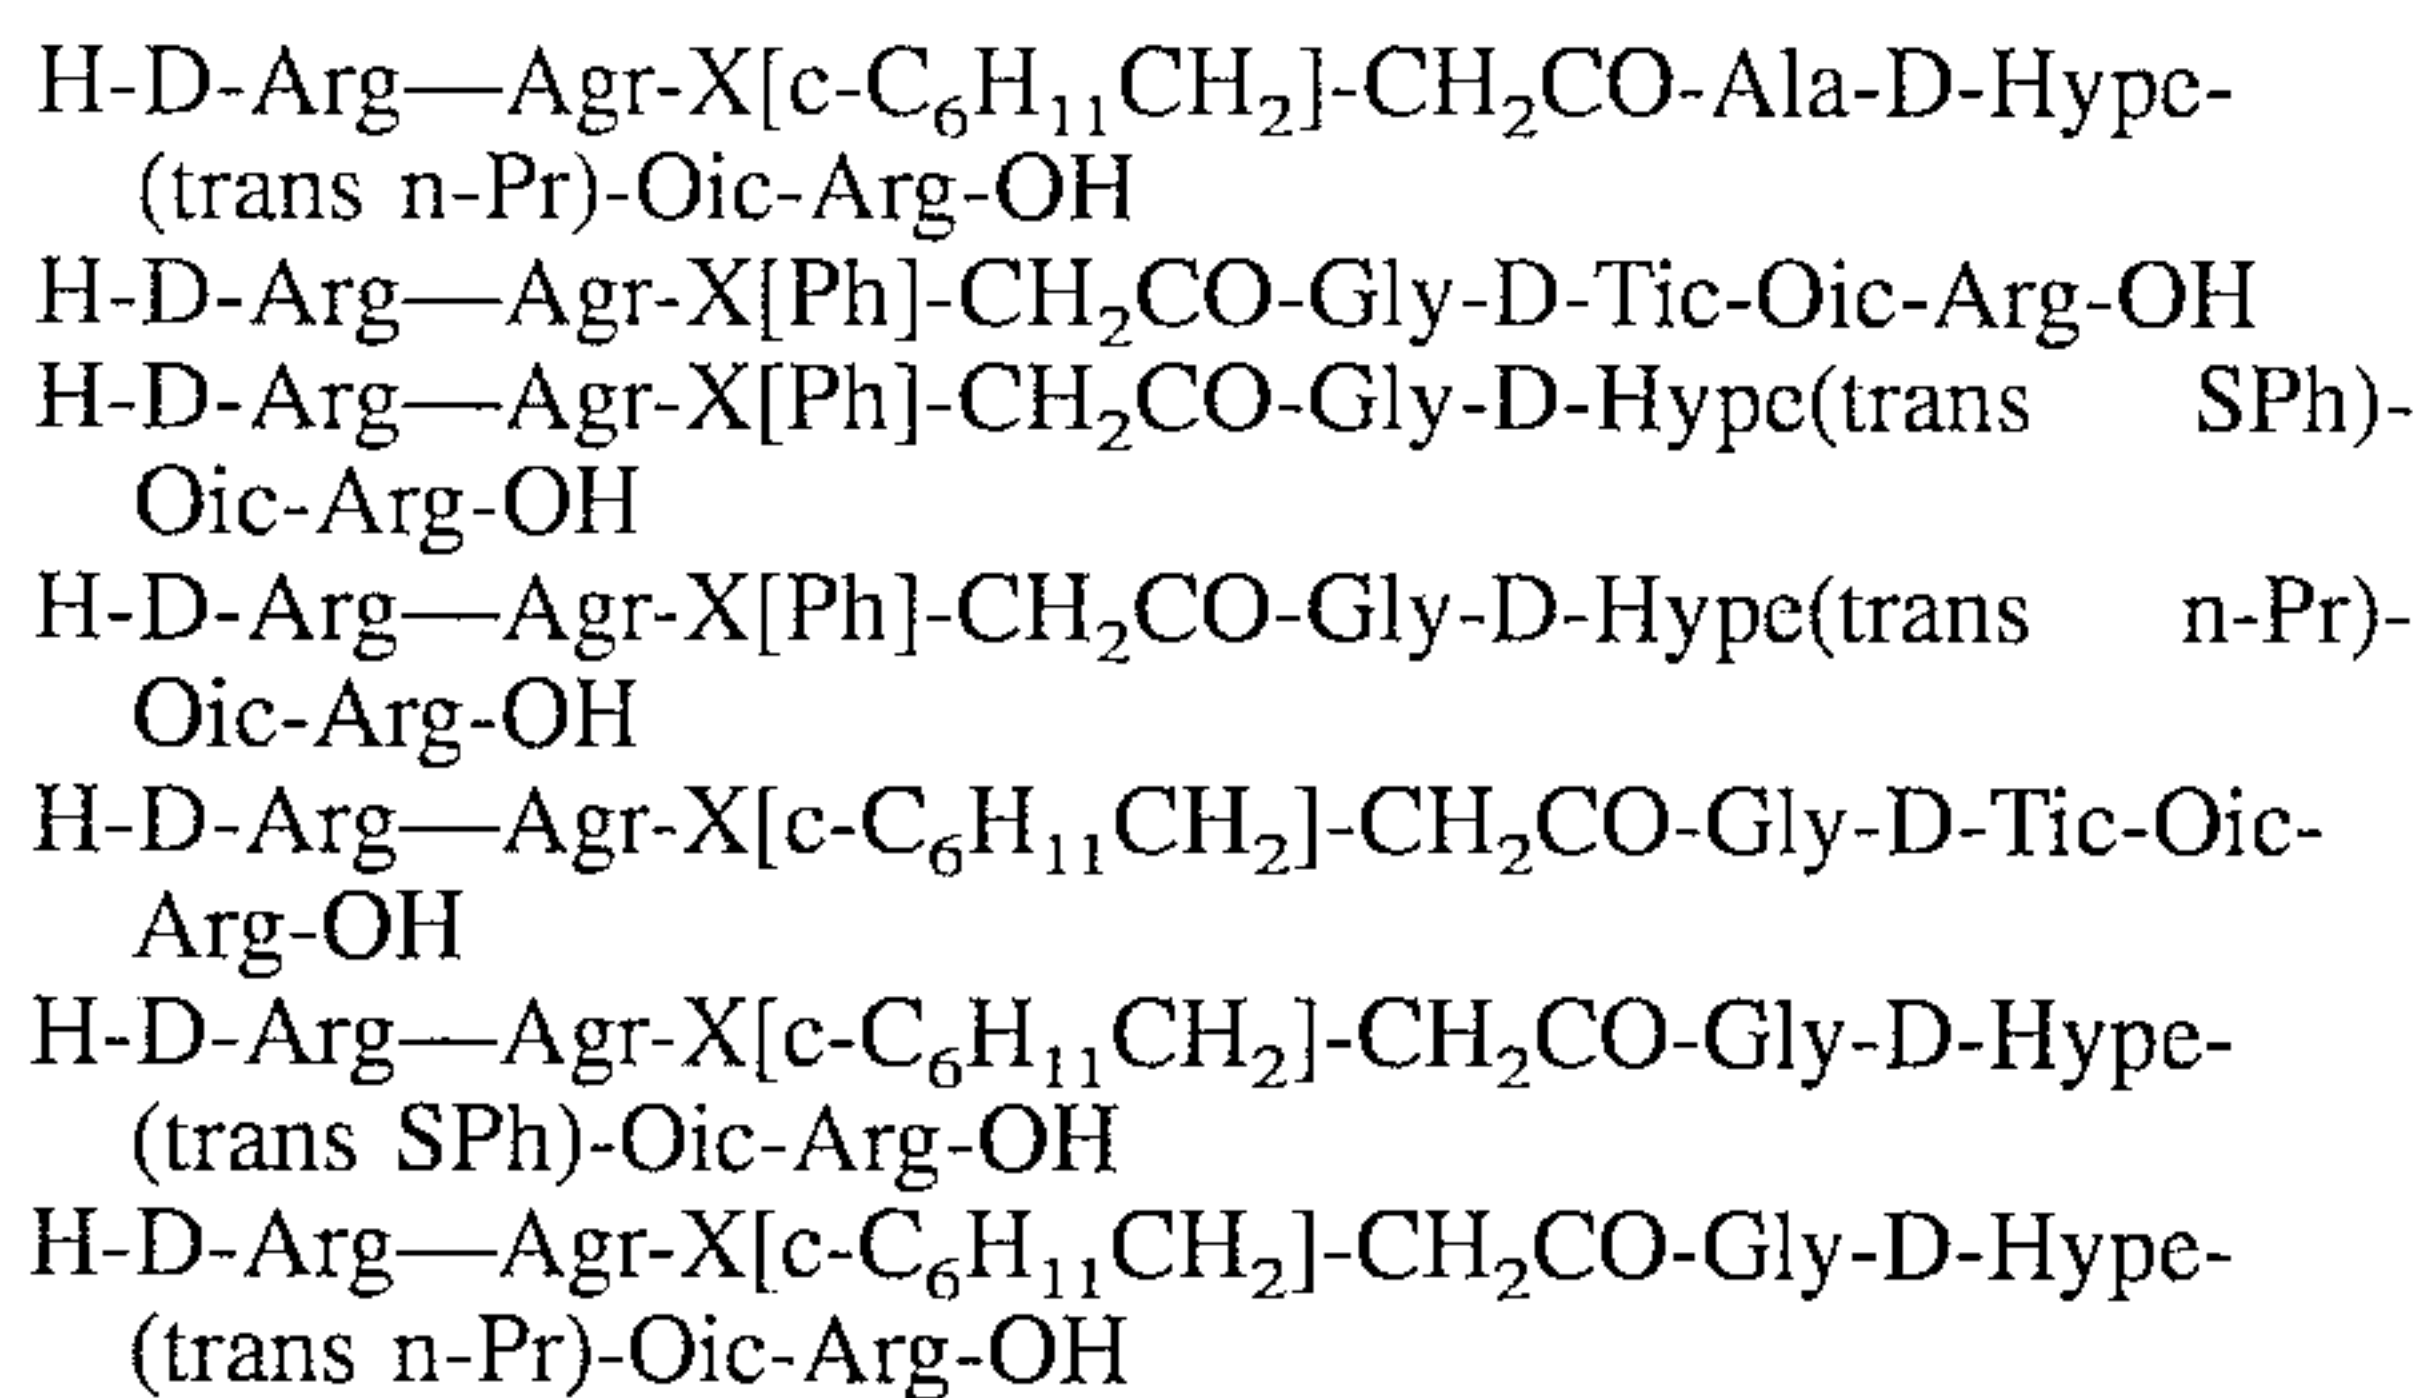 H-D-Arg—Agr-X[c-C₆H₁₁CH₂]-CH₂CO-Ala-D-Hype-
(trans n-Pr)-Oic-Arg-OH
H-D-Arg—Agr-X[Ph]-CH₂CO-Gly-D-Tic-Oic-Arg-OH
H-D-Arg—Agr-X[Ph]-CH₂CO-Gly-D-Hype(trans SPh)-
Oic-Arg-OH
H-D-Arg—Agr-X[Ph]-CH₂CO-Gly-D-Hype(trans n-Pr)-
Oic-Arg-OH
H-D-Arg—Agr-X[c-C₆H₁₁CH₂]-CH₂CO-Gly-D-Tic-Oic-
Arg-OH
H-D-Arg—Agr-X[c-C₆H₁₁CH₂]-CH₂CO-Gly-D-Hype-
(trans SPh)-Oic-Arg-OH
H-D-Arg—Agr-X[c-C₆H₁₁CH₂]-CH₂CO-Gly-D-Hype-
(trans n-Pr)-Oic-Arg-OH